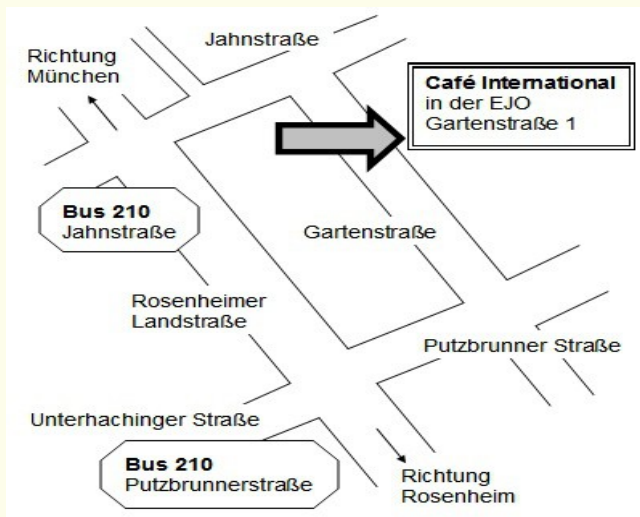 Jahnstraße
Richtung
München
Café International
in der EJO
Gartenstraße 1
Bus 210
Jahnstraße
Gartenstraße
Rosenheimer
Landstraße
Putzbrunner Straße
Unterhachinger Straße
Bus 210
Putzbrunnerstraße
Richtung
Rosenheim